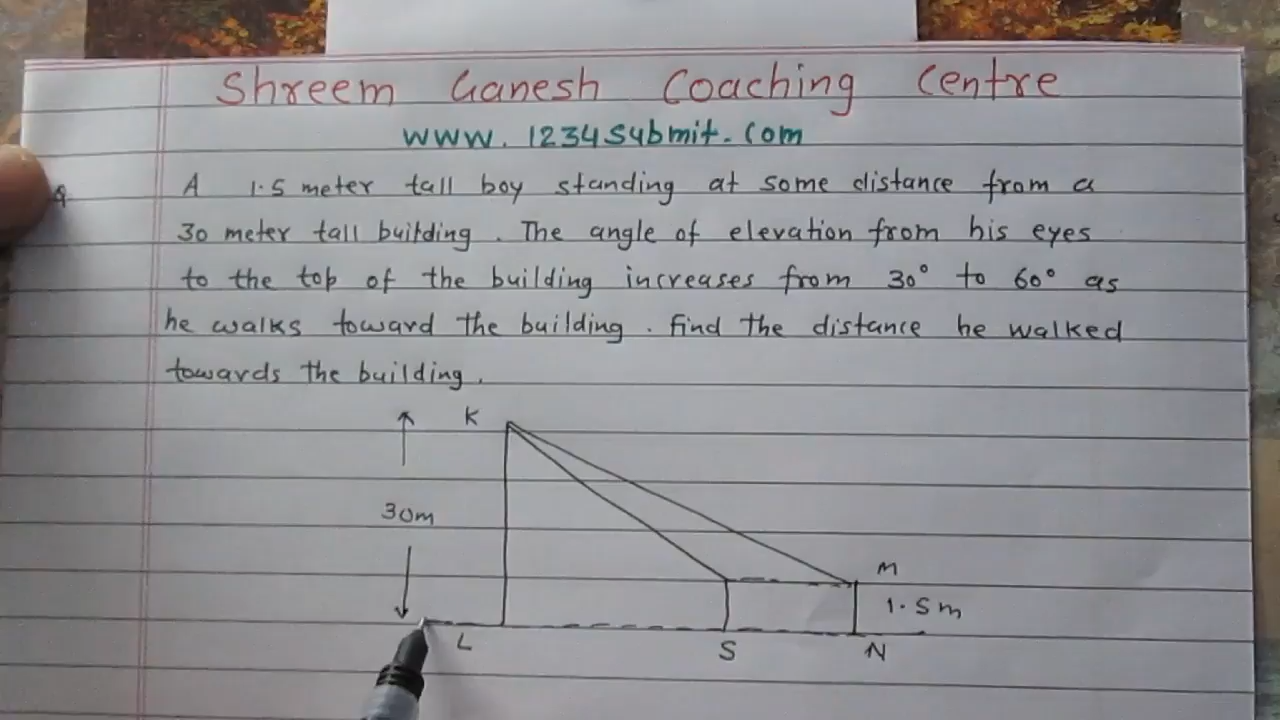 Shreem Ganesh Coaching Centre
www.1234submit.com
Q A 1.5 meter tall boy standing at some distance from a
30 meter tall building. The angle of elevation from his eyes
to the top of the building increases from 30° to 60° as
he walks toward the building. find the distance he walked
towards the building.
K
30m
M
1.5m
L S N